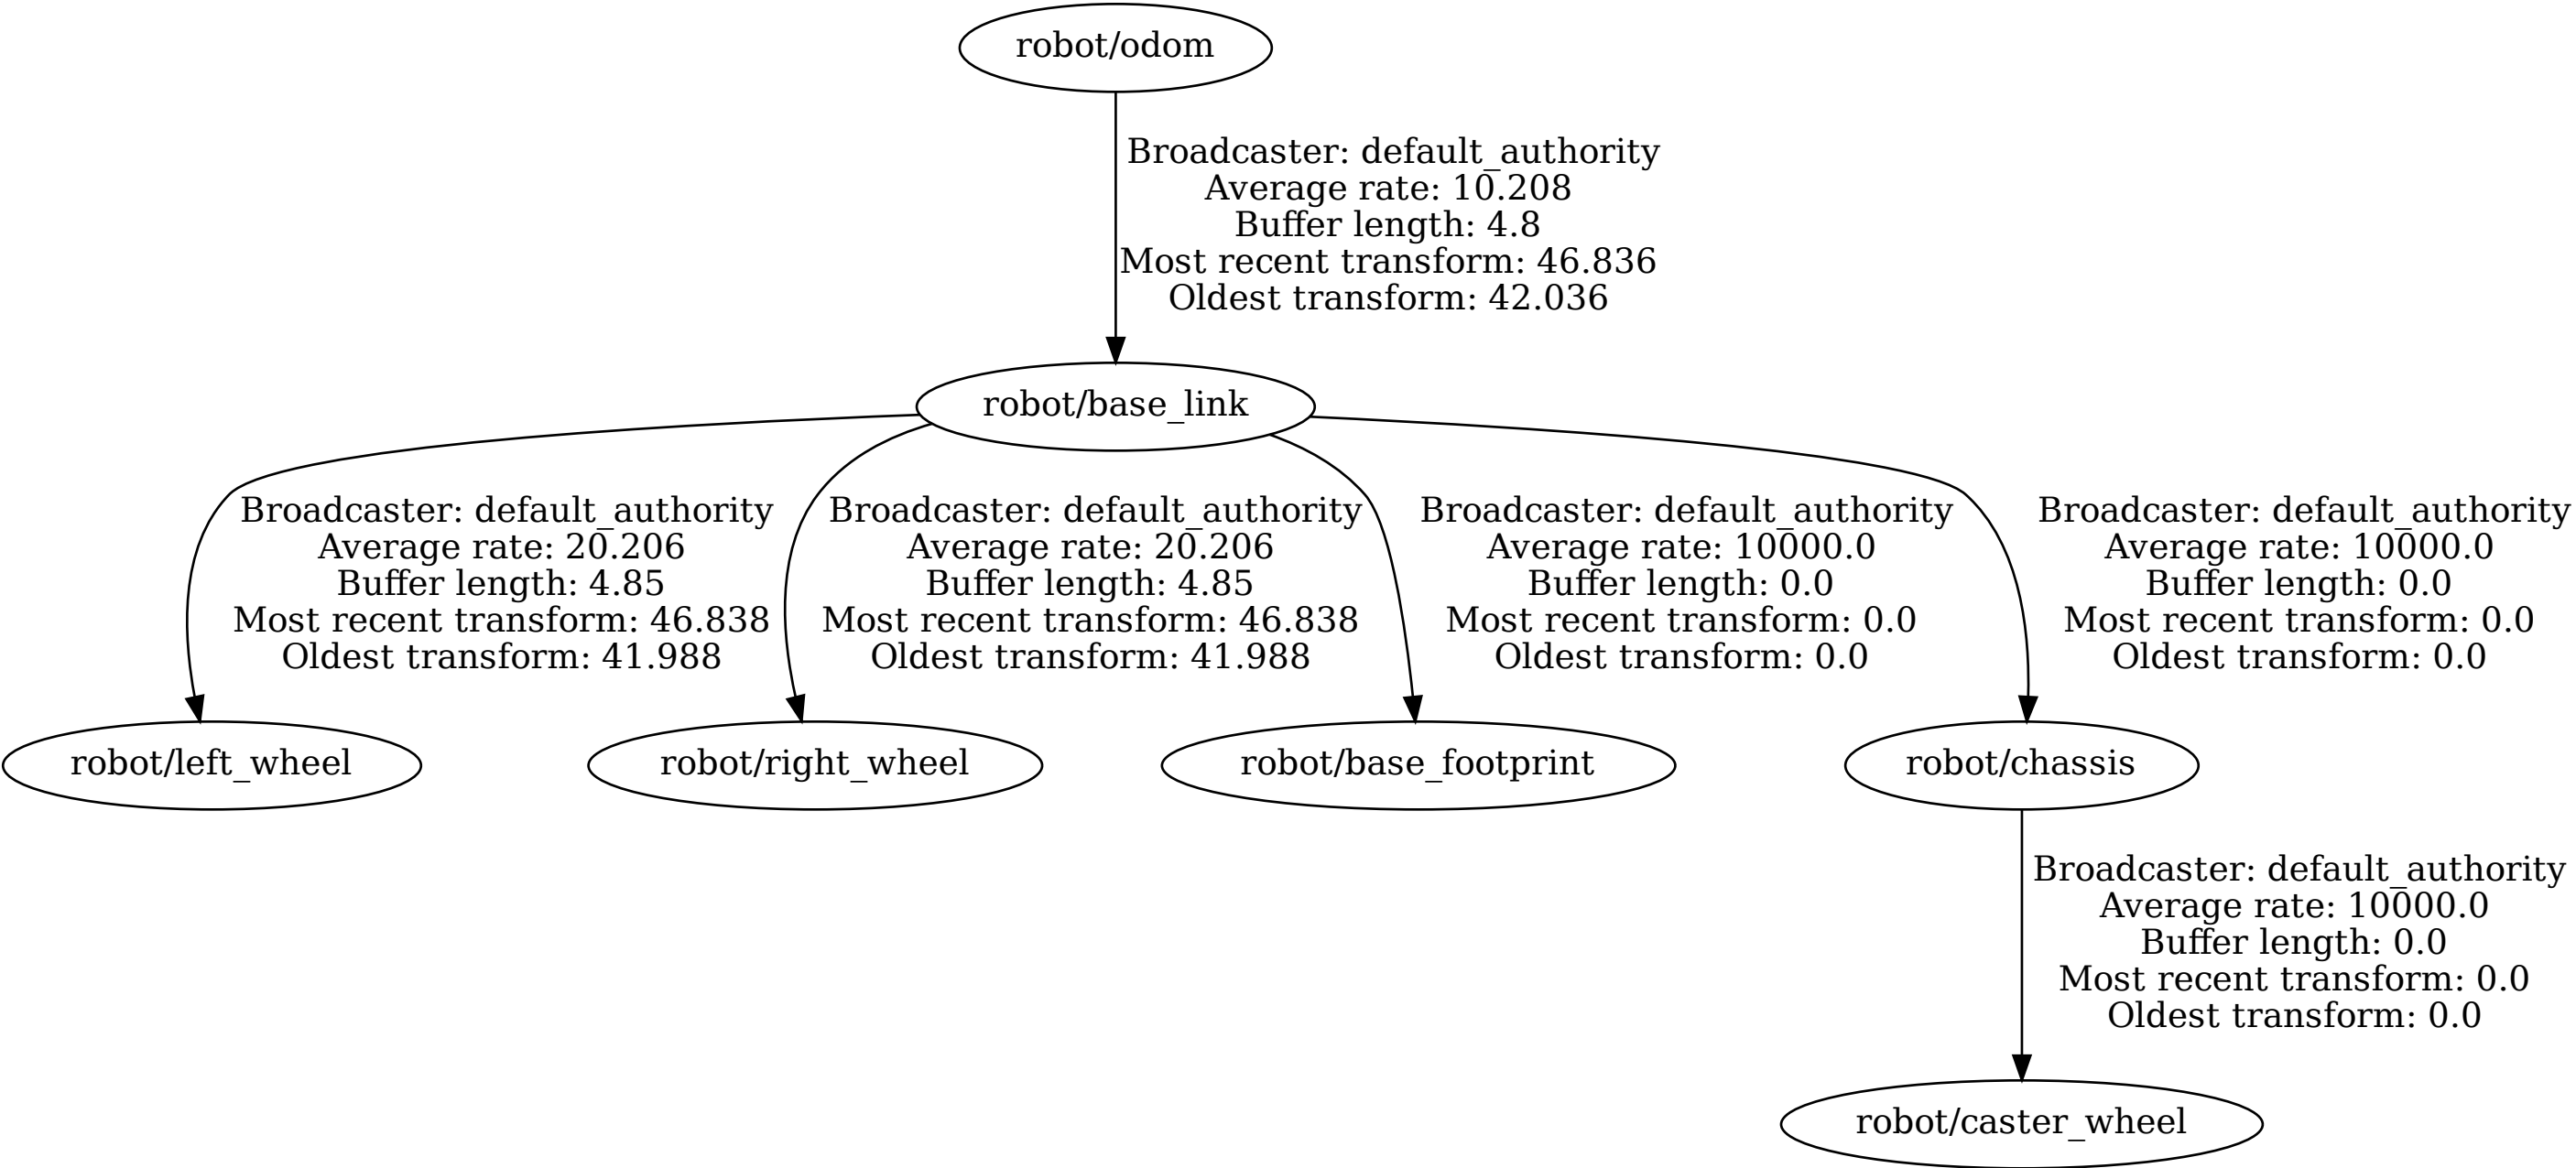 robot/odom
Broadcaster: default_authority
Average rate: 10.208
Buffer length: 4.8
Most recent transform: 46.836
Oldest transform: 42.036
robot/base_link
Broadcaster: default_authority
Average rate: 20.206
Buffer length: 4.85
Most recent transform: 46.838
Oldest transform: 41.988
Broadcaster: default_authority
Average rate: 20.206
Buffer length: 4.85
Most recent transform: 46.838
Oldest transform: 41.988
Broadcaster: default_authority
Average rate: 10000.0
Buffer length: 0.0
Most recent transform: 0.0
Oldest transform: 0.0
Broadcaster: default_authority
Average rate: 10000.0
Buffer length: 0.0
Most recent transform: 0.0
Oldest transform: 0.0
robot/left_wheel
robot/right_wheel
robot/base_footprint
robot/chassis
Broadcaster: default_authority
Average rate: 10000.0
Buffer length: 0.0
Most recent transform: 0.0
Oldest transform: 0.0
robot/caster_wheel